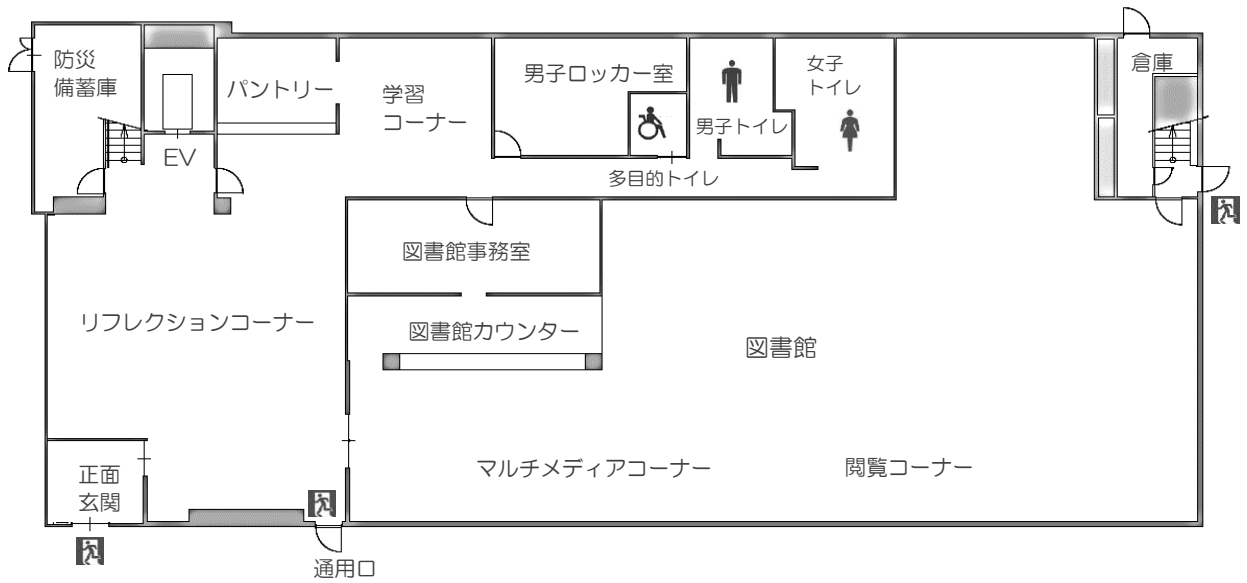 防災
備蓄庫
EV
パントリー
学習
コーナー
男子ロッカー室
男子トイレ
女子
トイレ
多目的トイレ
倉庫
図書館事務室
リフレクションコーナー
図書館カウンター
図書館
マルチメディアコーナー
閲覧コーナー
正面
玄関
通用口